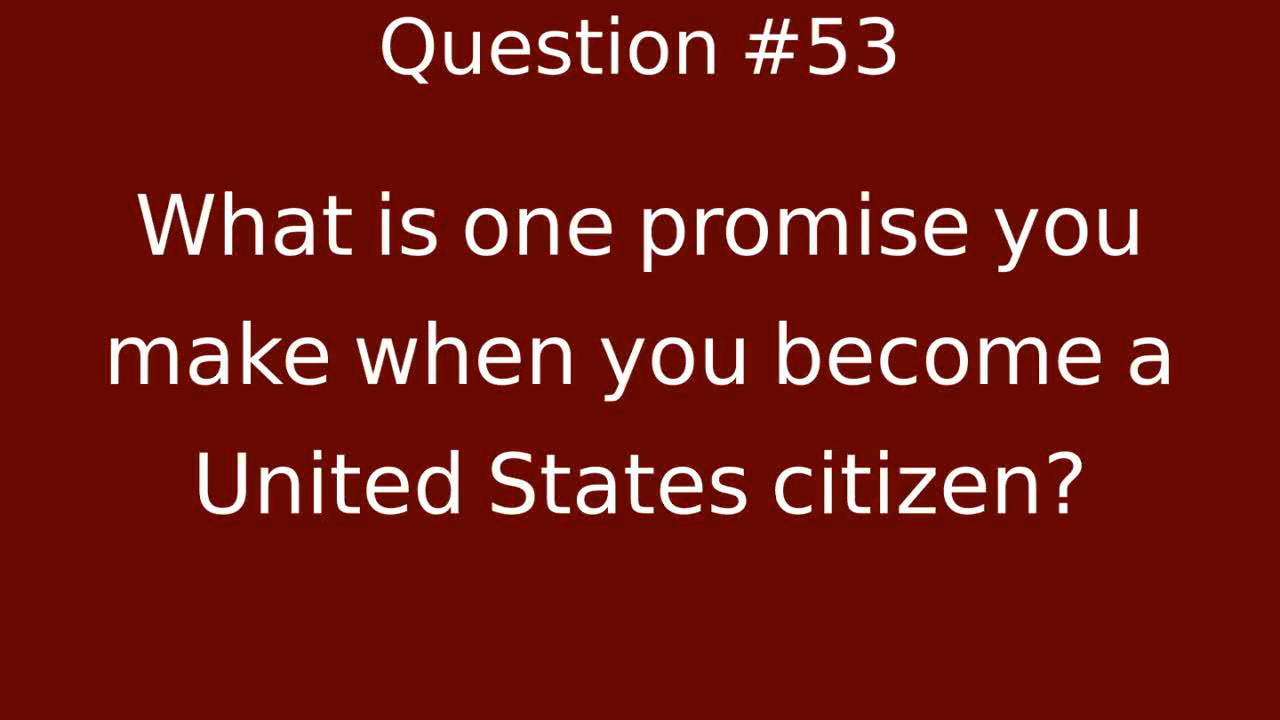 Question #53
What is one promise you
make when you become a
United States citizen?